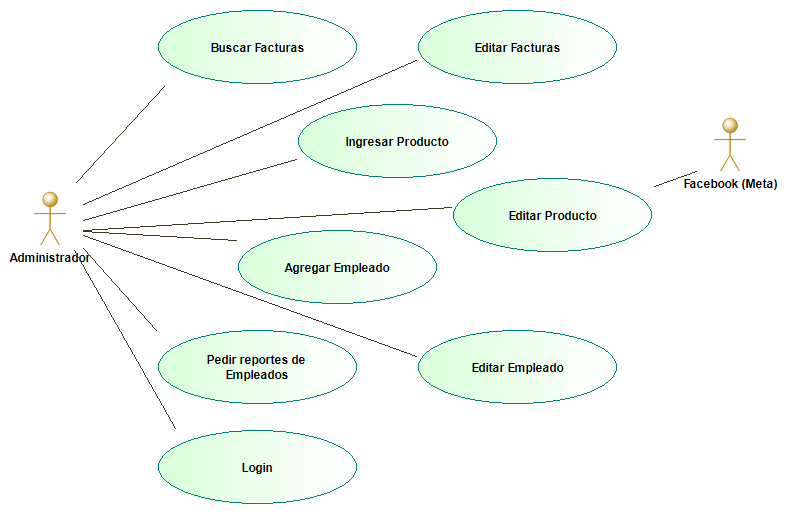 Buscar Facturas
Editar Facturas
Ingresar Producto
Facebook (Meta)
Editar Producto
Administrador
Agregar Empleado
Pedir reportes de
Empleados
Editar Empleado
Login